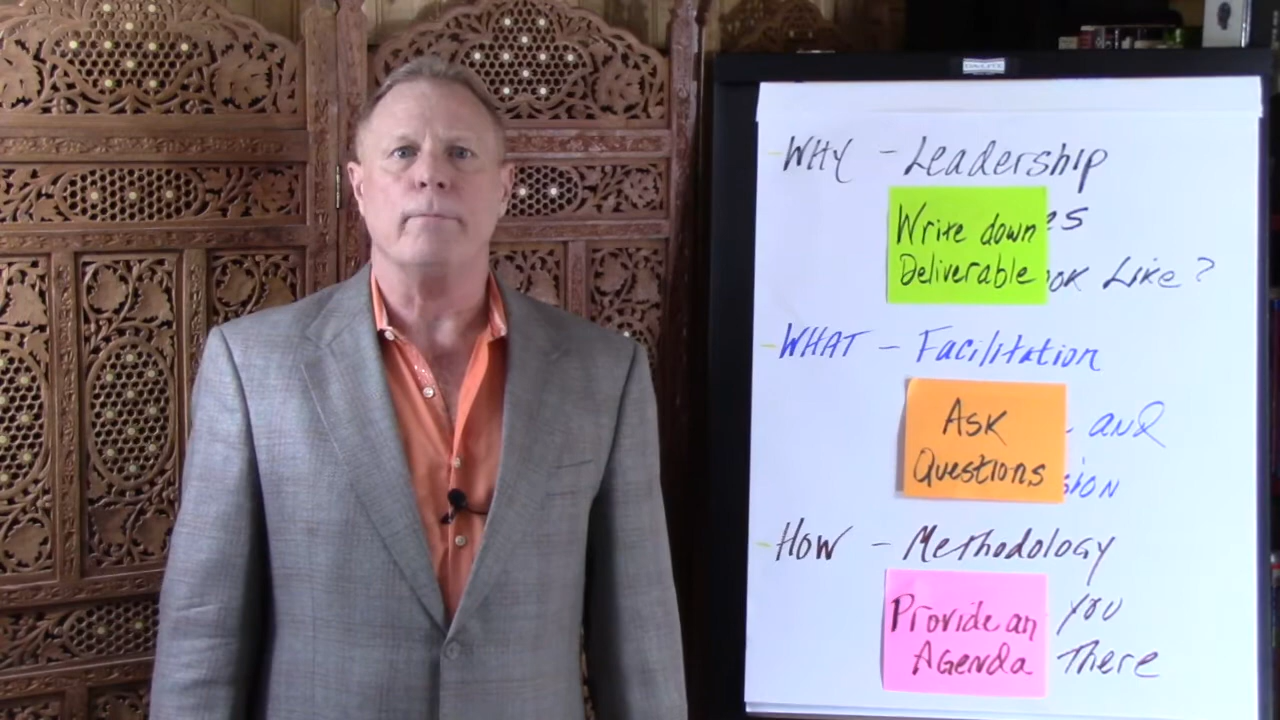 WHY - Leadership
Write down
Deliverable
es
ook Like?
WHAT - Facilitation
Ask
Questions
and
sion
How - Methodology
Provide an
Agenda
you
There